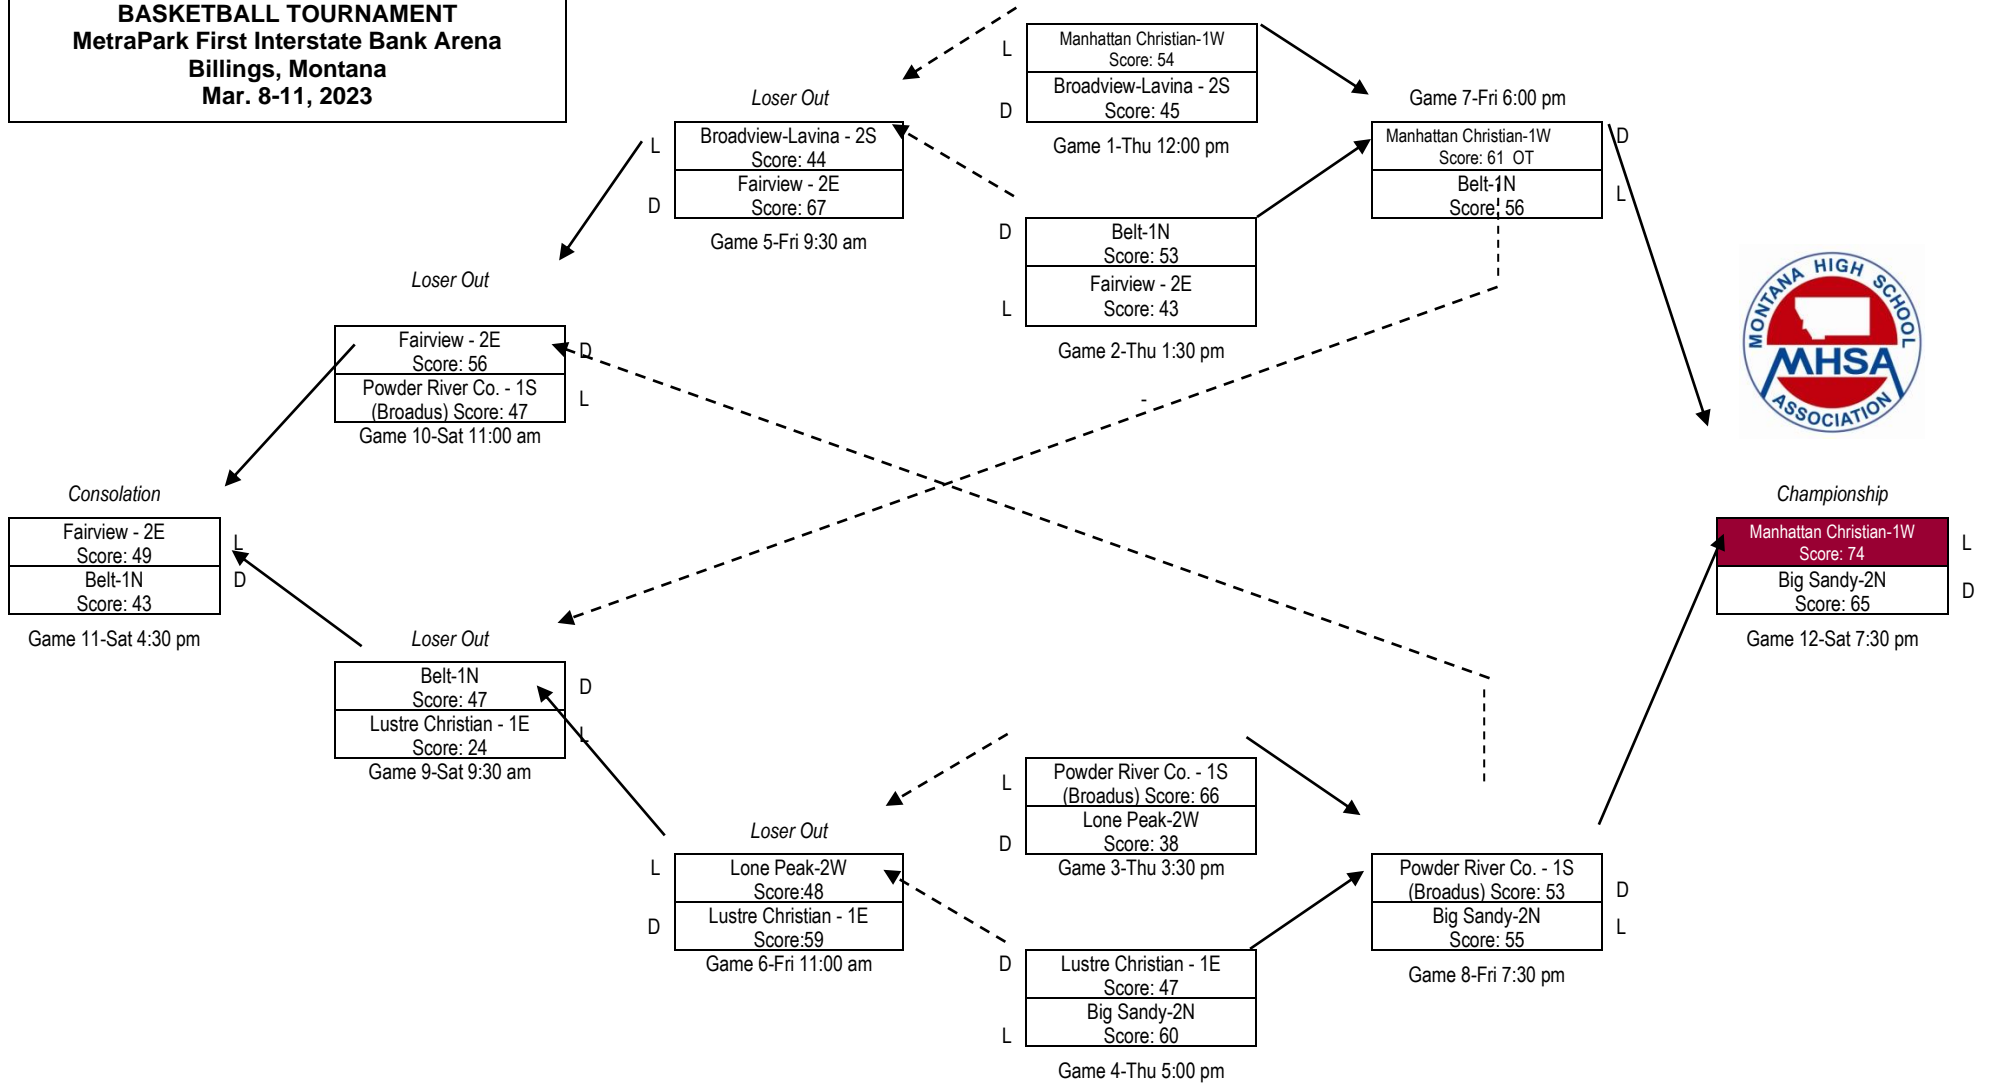 BASKETBALL TOURNAMENT
MetraPark First Interstate Bank Arena
Billings, Montana
Mar. 8-11, 2023
L
Manhattan Christian-1W
Score: 54
D
Broadview-Lavina - 2S
Score: 45
Game 1-Thu 12:00 pm
Loser Out
L
Broadview-Lavina - 2S
Score: 44
D
Fairview - 2E
Score: 67
Game 5-Fri 9:30 am
Game 7-Fri 6:00 pm
Manhattan Christian-1W
Score: 61 OT
D
Belt-1N
Score: 56
L
D
Belt-1N
Score: 53
L
Fairview - 2E
Score: 43
Game 2-Thu 1:30 pm
Loser Out
Fairview - 2E
Score: 56
D
Powder River Co. - 1S
(Broadus) Score: 47
L
Game 10-Sat 11:00 am
-
MONTANA HIGH SCHOOL
MHSA
ASSOCIATION
Consolation
Fairview - 2E
Score: 49
L
Belt-1N
Score: 43
D
Game 11-Sat 4:30 pm
Championship
Manhattan Christian-1W
Score: 74
L
Big Sandy-2N
Score: 65
D
Game 12-Sat 7:30 pm
Loser Out
Belt-1N
Score: 47
D
Lustre Christian - 1E
Score: 24
L
Game 9-Sat 9:30 am
L
Powder River Co. - 1S
(Broadus) Score: 66
D
Lone Peak-2W
Score: 38
Game 3-Thu 3:30 pm
Loser Out
L
Lone Peak-2W
Score:48
D
Lustre Christian - 1E
Score:59
Game 6-Fri 11:00 am
Powder River Co. - 1S
(Broadus) Score: 53
D
Big Sandy-2N
Score: 55
L
Game 8-Fri 7:30 pm
D
Lustre Christian - 1E
Score: 47
L
Big Sandy-2N
Score: 60
Game 4-Thu 5:00 pm